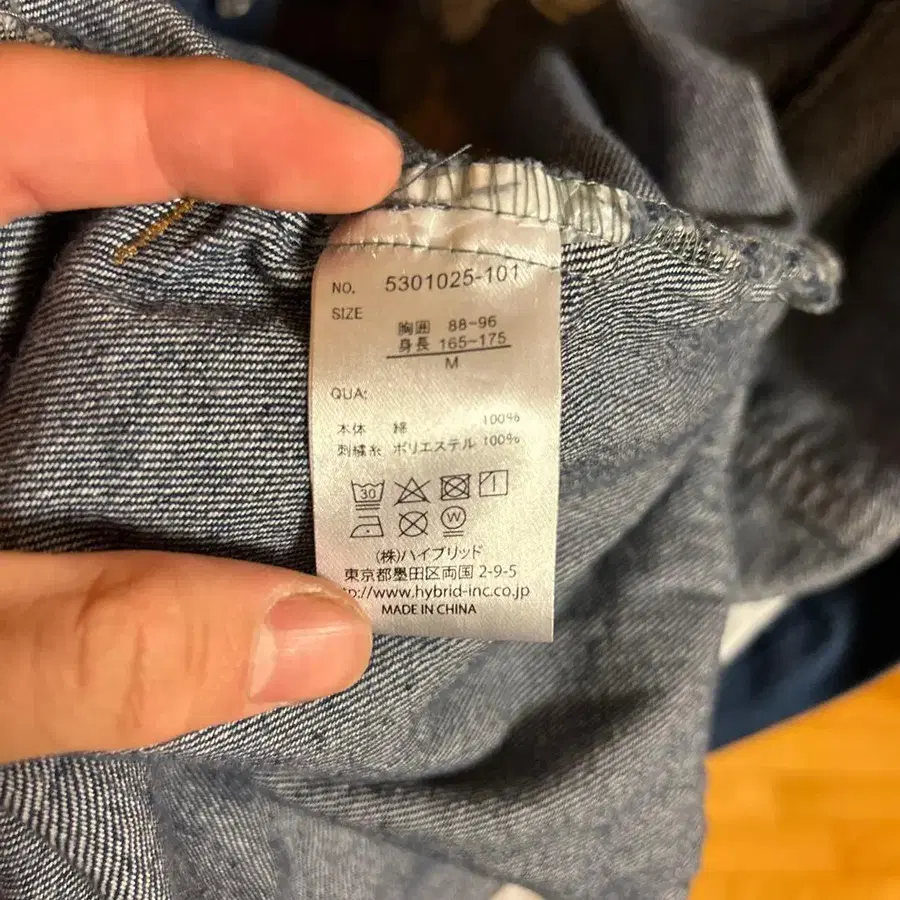 NO. 5301025-101
SIZE
胸囲 88-96
身長 165-175
M
QUA:
本体 綿 100%
刺繍糸 ポリエステル 100%
30
W
(株)ハイブリッド
東京都墨田区両国 2-9-5
tp://www.hybrid-inc.co.jp
MADE IN CHINA